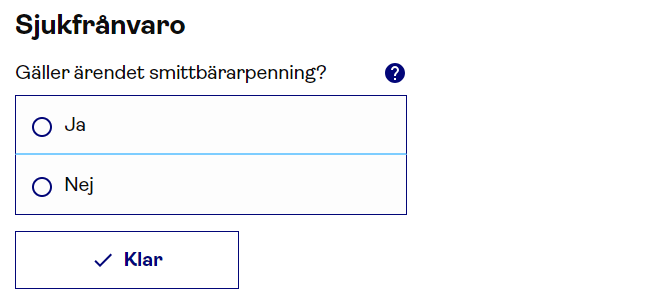 Sjukfrånvaro
Gäller ärendet smittbärarpenning?
?
Ja
Nej
Klar